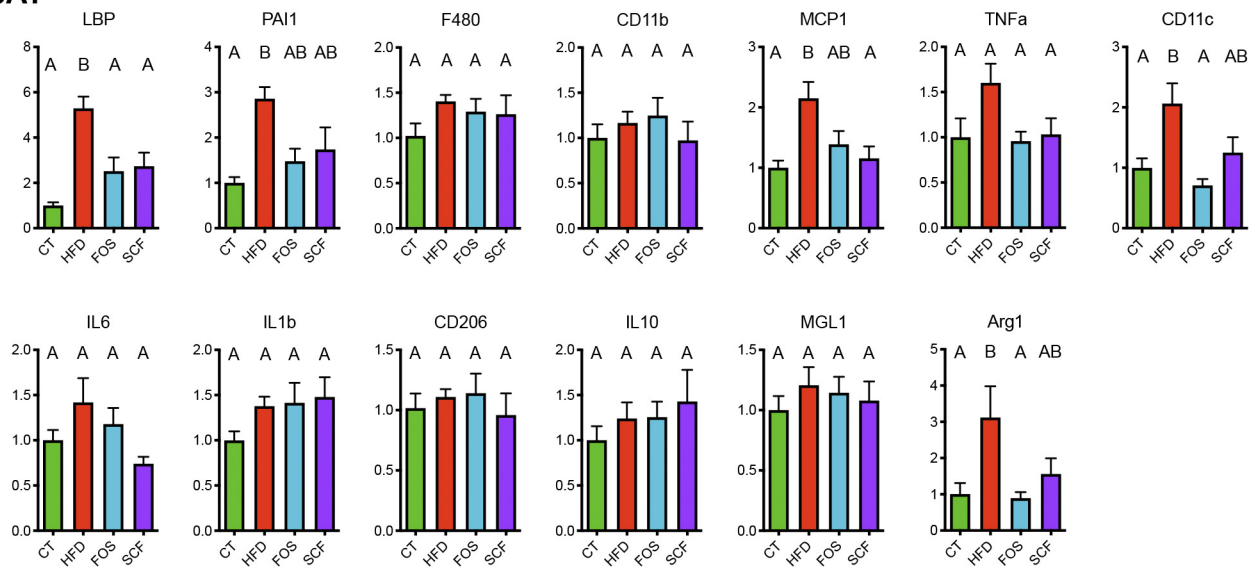 LBP PAI1 F480 CD11b MCP1 TNFa CD11c
8 4 2.0 2.0 3 2.0 3
A B A A A B AB AB A A A A A A A A A B AB A A A A A A B A AB
6 3 1.5 1.5 2 1.5 2
4 2 1.0 1.0 1 1.0 1
2 1 0.5 0.5 0.5
0 0 0.0 0.0 0 0.0 0
CT HFD FOS SCF CT HFD FOS SCF CT HFD FOS SCF CT HFD FOS SCF CT HFD FOS SCF CT HFD FOS SCF CT HFD FOS SCF
IL6 IL1b CD206 IL10 MGL1 Arg1
2.0 2.0 1.5 2.0 1.5 5
A A A A A A A A A A A A A A A A A A A A A B A AB
4
1.5 1.5 1.0 1.5 1.0 3
1.0 1.0 0.5 1.0 0.5 2
0.5 0.5 0.5 1
0.0 0.0 0.0 0.0 0.0 0
CT HFD FOS SCF CT HFD FOS SCF CT HFD FOS SCF CT HFD FOS SCF CT HFD FOS SCF CT HFD FOS SCF